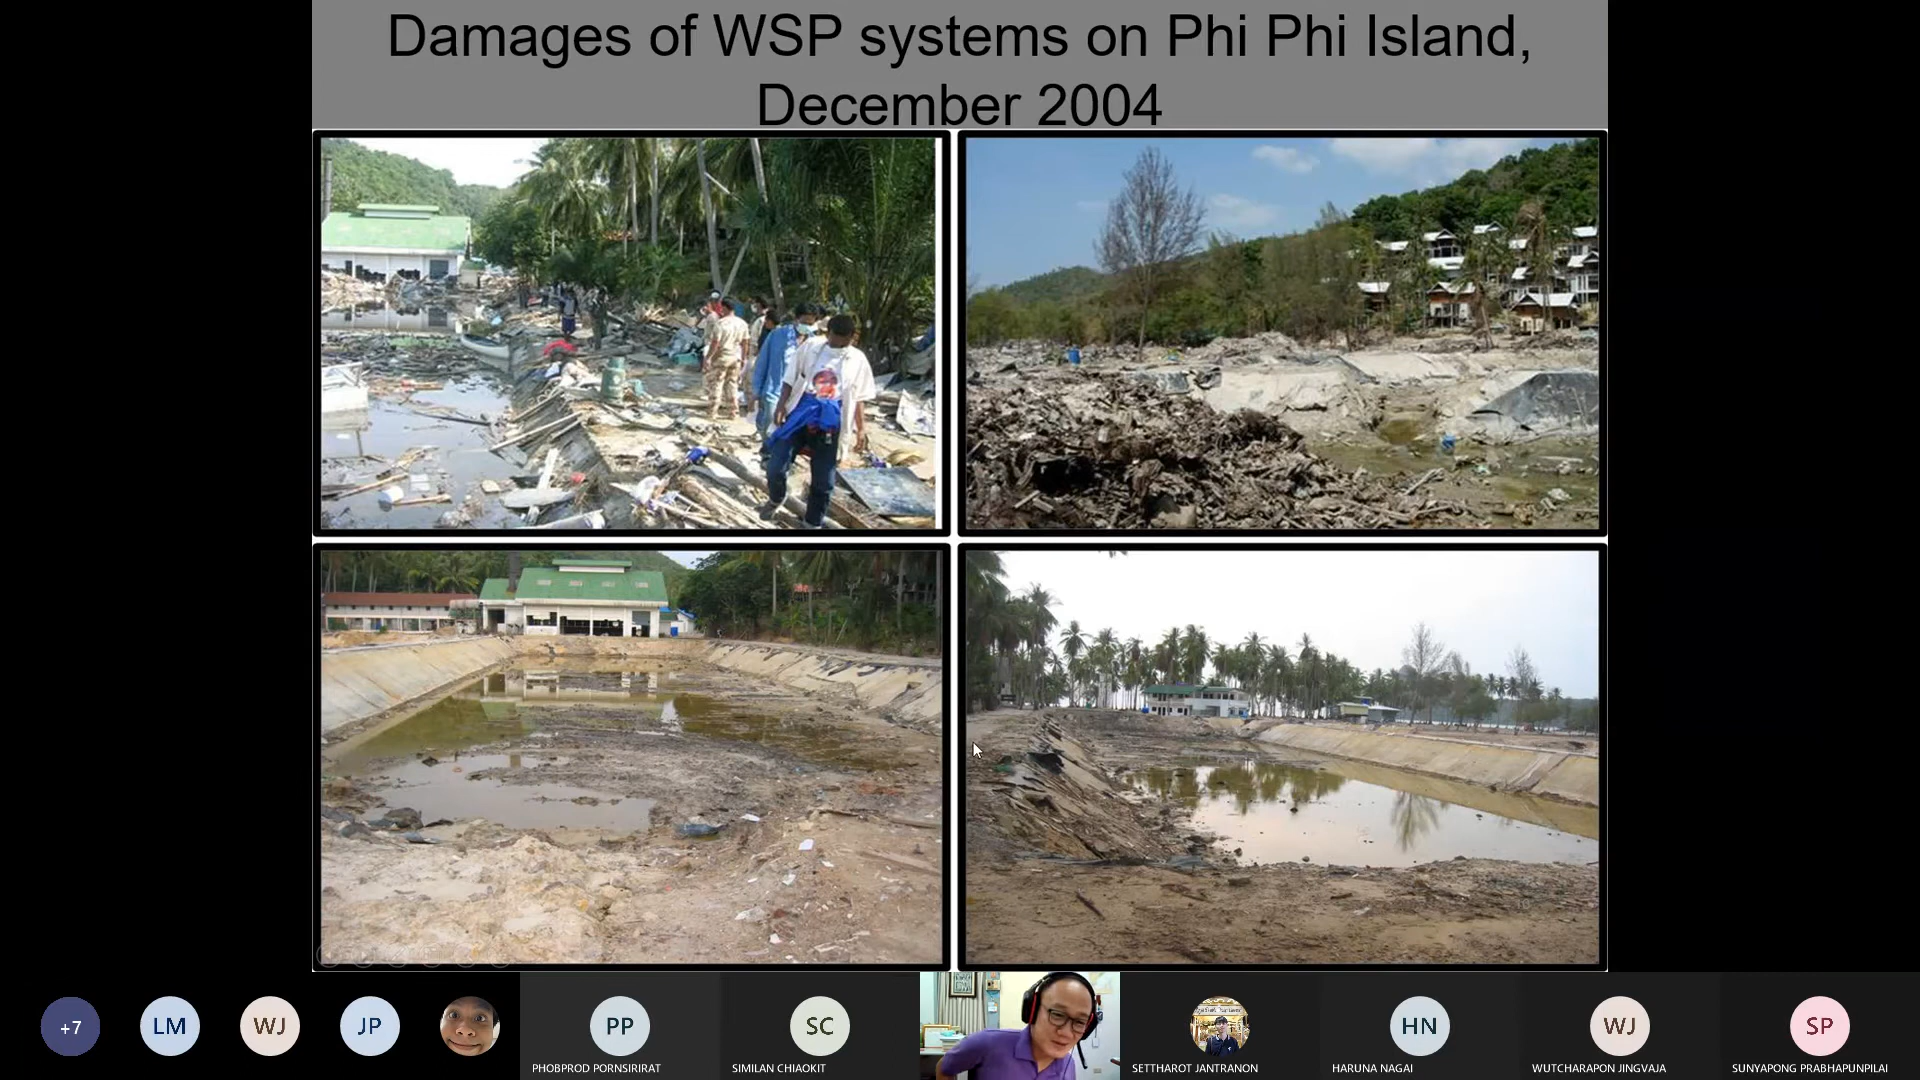 Damages of WSP systems on Phi Phi Island,
December 2004
+7
LM
WJ
JP
PP
PHOBPROD PORNSIRIRAT
SC
SIMILAN CHIAOKIT
SETTHAROT JANTRANON
HN
HARUNA NAGAI
WJ
WUTCHARAPON JINGVAJA
SP
SUNYAPONG PRABHAPUNPILAI